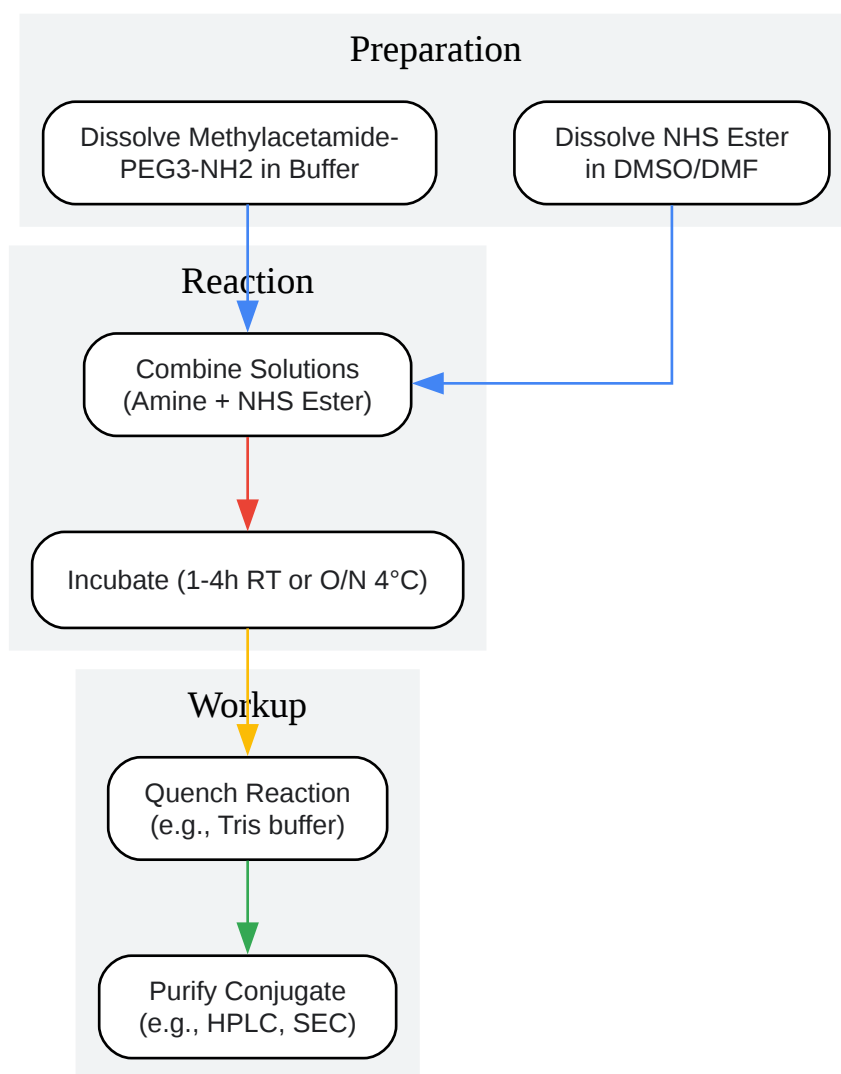 Preparation
Dissolve Methylacetamide-
PEG3-NH2 in Buffer
Dissolve NHS Ester
in DMSO/DMF
Reaction
Combine Solutions
(Amine + NHS Ester)
Incubate (1-4h RT or O/N 4°C)
Workup
Quench Reaction
(e.g., Tris buffer)
Purify Conjugate
(e.g., HPLC, SEC)